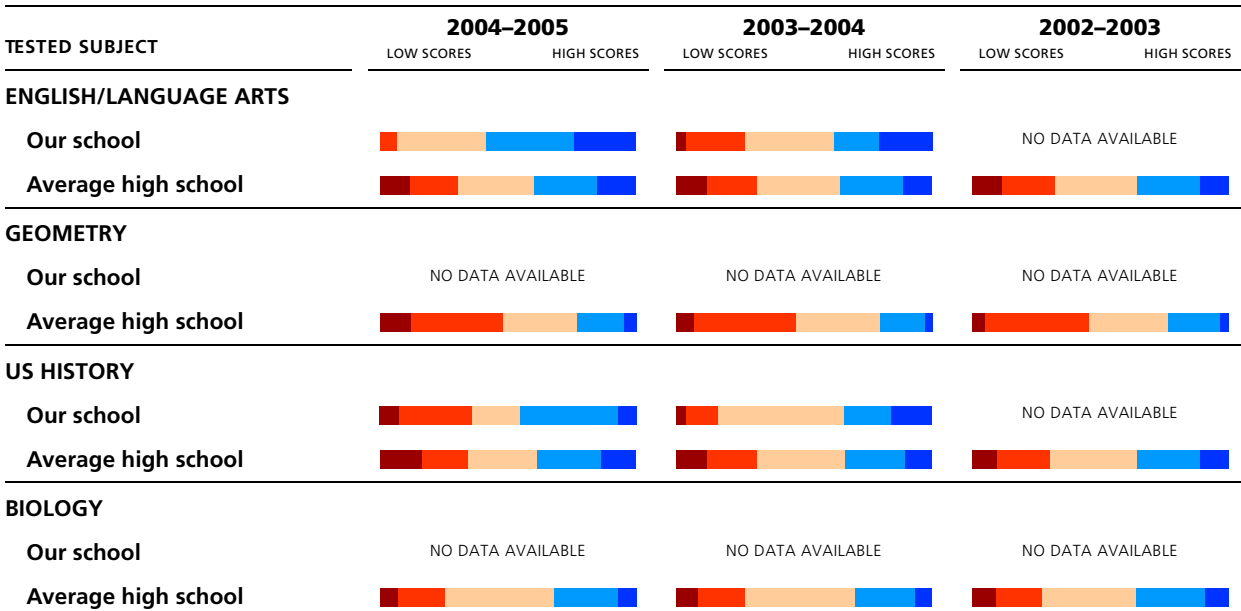 2004–2005 2003–2004 2002–2003
TESTED SUBJECT LOW SCORES HIGH SCORES LOW SCORES HIGH SCORES LOW SCORES HIGH SCORES
ENGLISH/LANGUAGE ARTS
Our school NO DATA AVAILABLE
Average high school
GEOMETRY
Our school NO DATA AVAILABLE NO DATA AVAILABLE NO DATA AVAILABLE
Average high school
US HISTORY
Our school NO DATA AVAILABLE
Average high school
BIOLOGY
Our school NO DATA AVAILABLE NO DATA AVAILABLE NO DATA AVAILABLE
Average high school